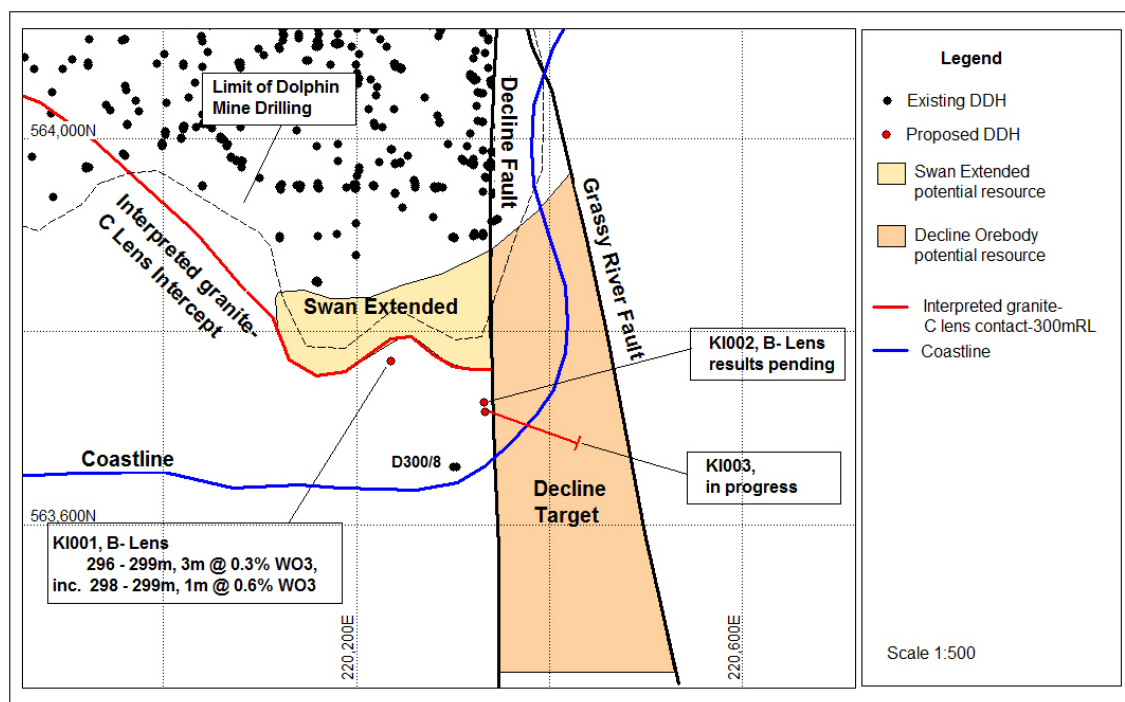 Limit of Dolphin
Mine Drilling
Decline Fault
564,000N
Interpreted granite-
C Lens Intercept
Grassy River Fault
Swan Extended
KI002, B- Lens
results pending
Coastline
D300/8
KI003,
in progress
Decline
Target
563,600N
KI001, B- Lens
296 - 299m, 3m @ 0.3% WO3,
inc. 298 - 299m, 1m @ 0.6% WO3
220,200E
220,600E
Legend
Existing DDH
Proposed DDH
Swan Extended
potential resource
Decline Orebody
potential resource
Interpreted granite-
C lens contact-300mRL
Coastline
Scale 1:500